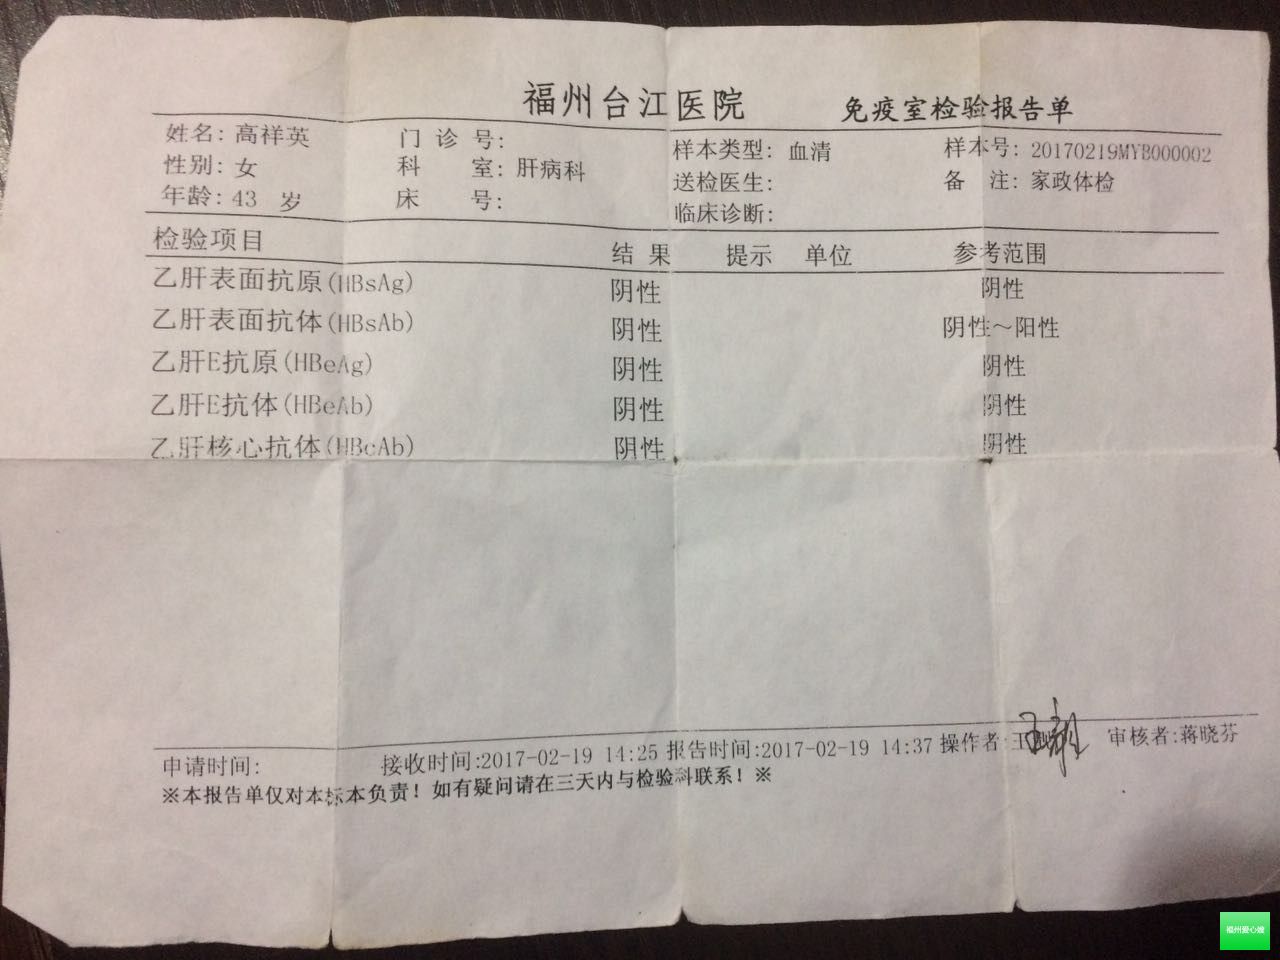 福州台江医院 免疫室检验报告单
姓名: 高祥英 门 诊 号: 样本类型: 血清 样本号: 20170219MYB000002
性别: 女 科 室: 肝病科 送检医生: 备 注: 家政体检
年龄: 43 岁 床 号: 临床诊断:
检验项目 结 果 提示 单位 参考范围
乙肝表面抗原(HBsAg) 阴性 阴性
乙肝表面抗体(HBsAb) 阴性 阴性~阳性
乙肝E抗原(HBeAg) 阴性 阴性
乙肝E抗体(HBeAb) 阴性 阴性
乙肝核心抗体(HBcAb) 阴性 阴性
申请时间: 接收时间:2017-02-19 14:25 报告时间:2017-02-19 14:37 操作者:王 审核者:蒋晓芬
※本报告单仅对本标本负责! 如有疑问请在三天内与检验科联系! ※
福州爱心嫂